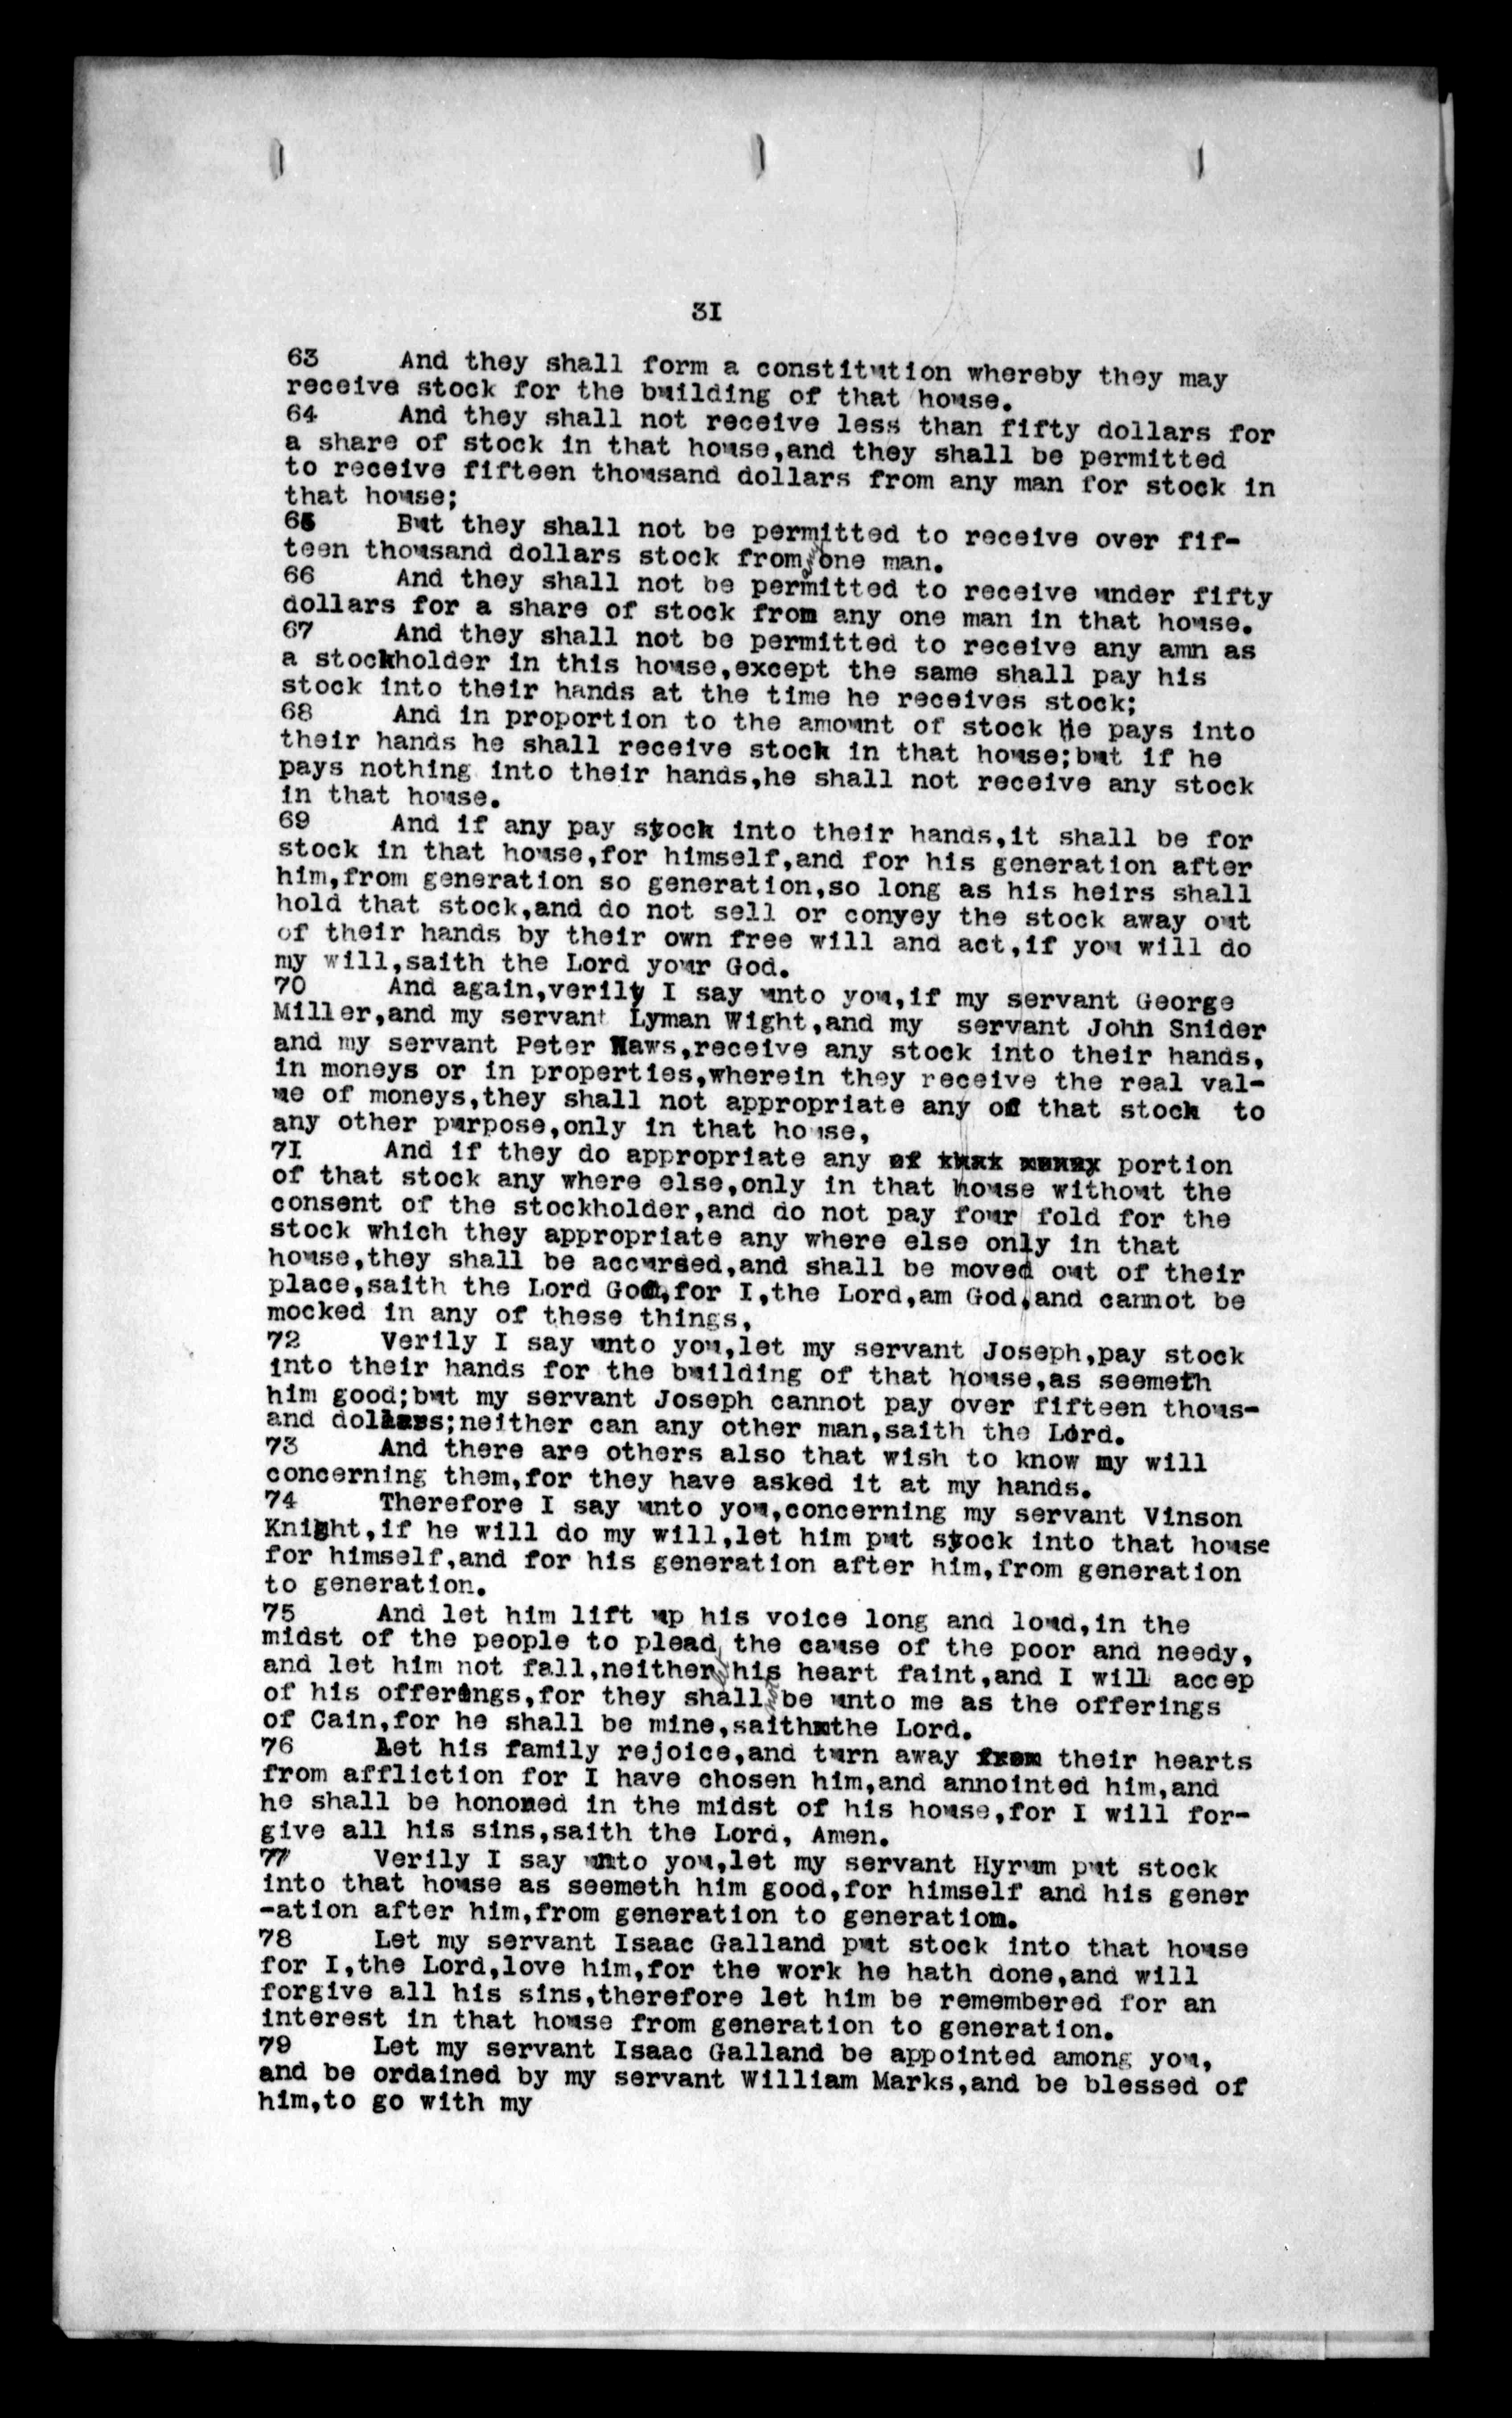 31
63 And they shall form a constitution whereby they may
receive stock for the building of that house.
64 And they shall not receive less than fifty dollars for
a share of stock in that house,and they shall be permitted
to receive fifteen thousand dollars from any man for stock in
that house;
65 But they shall not be permitted to receive over fif-
teen thousand dollars stock from any one man.
66 And they shall not be permitted to receive under fifty
dollars for a share of stock from any one man in that house.
67 And they shall not be permitted to receive any amn as
a stockholder in this house,except the same shall pay his
stock into their hands at the time he receives stock;
68 And in proportion to the amount of stock he pays into
their hands he shall receive stock in that house;but if he
pays nothing into their hands,he shall not receive any stock
in that house.
69 And if any pay stock into their hands,it shall be for
stock in that house,for himself,and for his generation after
him,from generation so generation,so long as his heirs shall
hold that stock,and do not sell or conyey the stock away out
of their hands by their own free will and act,if you will do
my will,saith the Lord your God.
70 And again,verily I say unto you,if my servant George
Miller,and my servant Lyman Wight,and my servant John Snider
and my servant Peter Haws,receive any stock into their hands,
in moneys or in properties,wherein they receive the real val-
ue of moneys,they shall not appropriate any of that stock to
any other purpose,only in that house,
71 And if they do appropriate any of that money portion
of that stock any where else,only in that house without the
consent of the stockholder,and do not pay four fold for the
stock which they appropriate any where else only in that
house,they shall be accursed,and shall be moved out of their
place,saith the Lord God,for I,the Lord,am God,and cannot be
mocked in any of these things,
72 Verily I say unto you,let my servant Joseph,pay stock
into their hands for the building of that house,as seemeth
him good;but my servant Joseph cannot pay over fifteen thous-
and dollars;neither can any other man,saith the Lord.
73 And there are others also that wish to know my will
concerning them,for they have asked it at my hands.
74 Therefore I say unto you,concerning my servant Vinson
Knight,if he will do my will,let him put stock into that house
for himself,and for his generation after him,from generation
to generation.
75 And let him lift up his voice long and loud,in the
midst of the people to plead the cause of the poor and needy,
and let him not fall,neither let his heart faint,and I will accep
of his offerings,for they shall not be unto me as the offerings
of Cain,for he shall be mine,saithxthe Lord.
76 Let his family rejoice,and turn away from their hearts
from affliction for I have chosen him,and annointed him,and
he shall be honored in the midst of his house,for I will for-
give all his sins,saith the Lord, Amen.
77 Verily I say unto you,let my servant Hyrum put stock
into that house as seemeth him good,for himself and his gener
-ation after him,from generation to generation.
78 Let my servant Isaac Galland put stock into that house
for I,the Lord,love him,for the work he hath done,and will
forgive all his sins,therefore let him be remembered for an
interest in that house from generation to generation.
79 Let my servant Isaac Galland be appointed among you,
and be ordained by my servant William Marks,and be blessed of
him,to go with my